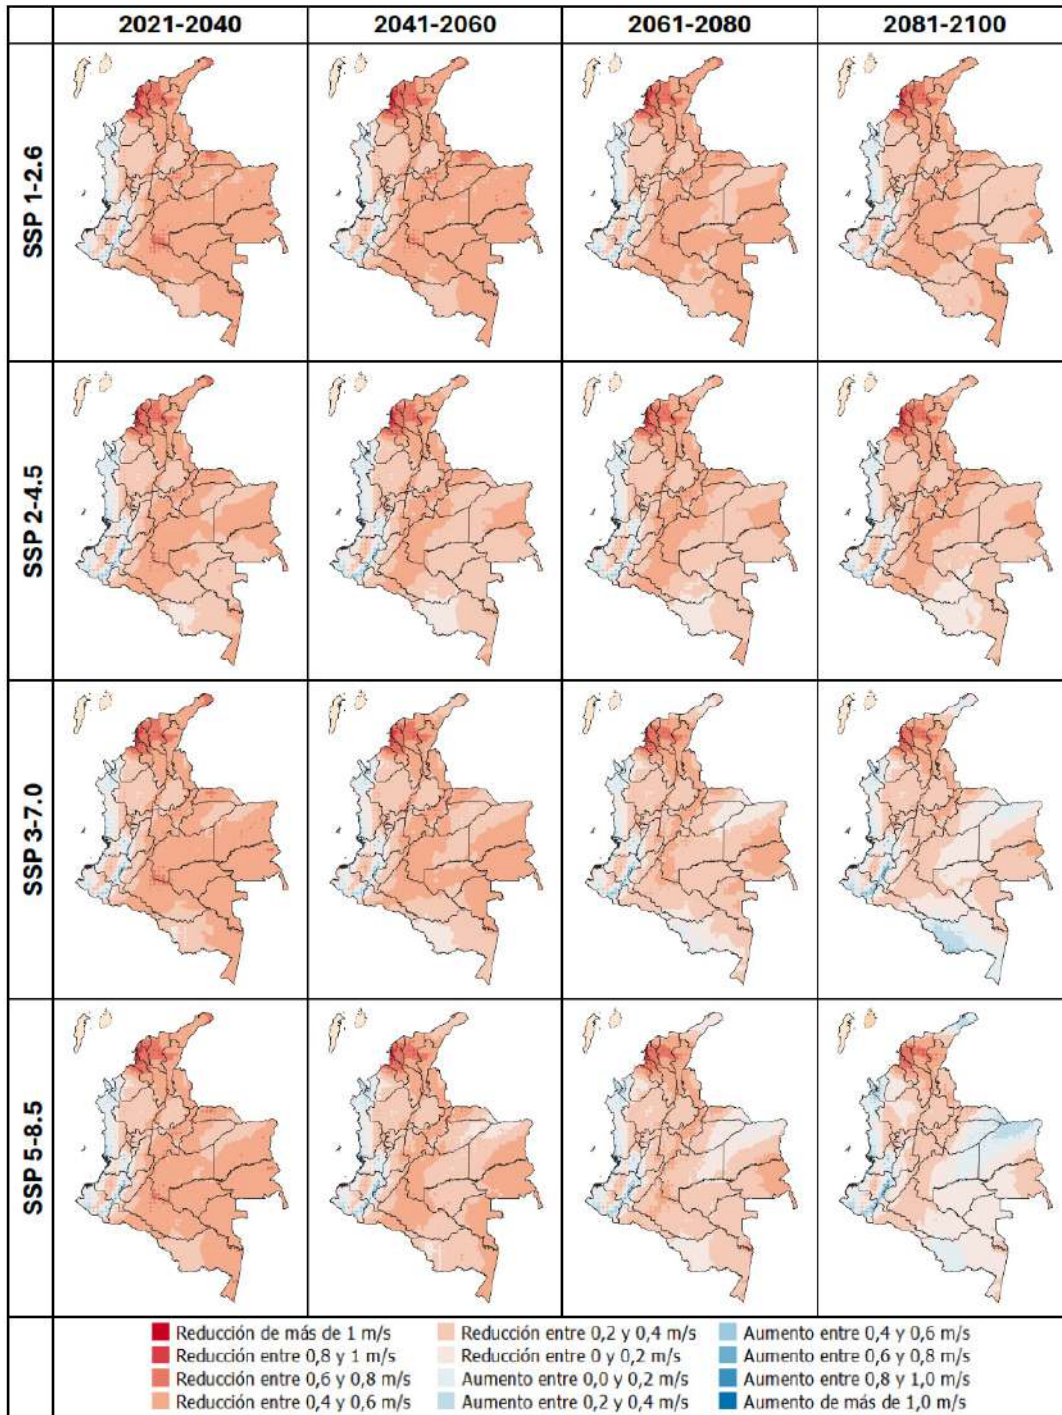 2021-2040 2041-2060 2061-2080 2081-2100
SSP 1-2.6
SSP 2-4.5
SSP 3-7.0
SSP 5-8.5
Reducción de más de 1 m/s Reducción entre 0,2 y 0,4 m/s Aumento entre 0,4 y 0,6 m/s
Reducción entre 0,8 y 1 m/s Reducción entre 0 y 0,2 m/s Aumento entre 0,6 y 0,8 m/s
Reducción entre 0,6 y 0,8 m/s Aumento entre 0,0 y 0,2 m/s Aumento entre 0,8 y 1,0 m/s
Reducción entre 0,4 y 0,6 m/s Aumento entre 0,2 y 0,4 m/s Aumento de más de 1,0 m/s